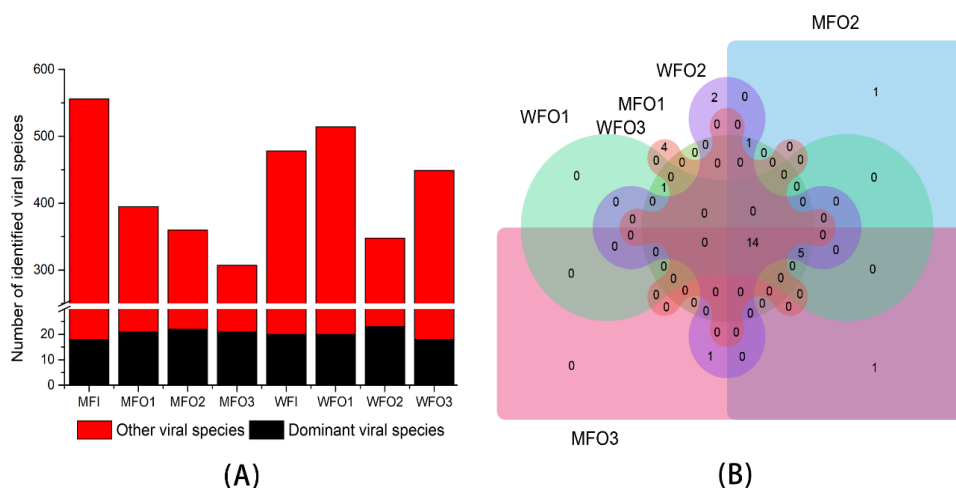 600
500
400
300
20
10
0
Number of identified viral speices
MFI MFO1 MFO2 MFO3 WFI WFO1 WFO2 WFO3
Other viral species Dominant viral species
(A)
MFO2
WFO2
MFO1
WFO1
WFO3
2 0 1
0 0
4 0 1 0
0 0 0 0 0
0 0 0 0
0 0 0 0
1 0
0 0 0 0
0 0 0 0
0 0 14
0 5 0
0 0 0 0
0 0 0 0
0 0 0 0 0 0
0 0 0 0
0 0
1 0
0 1
MFO3
(B)